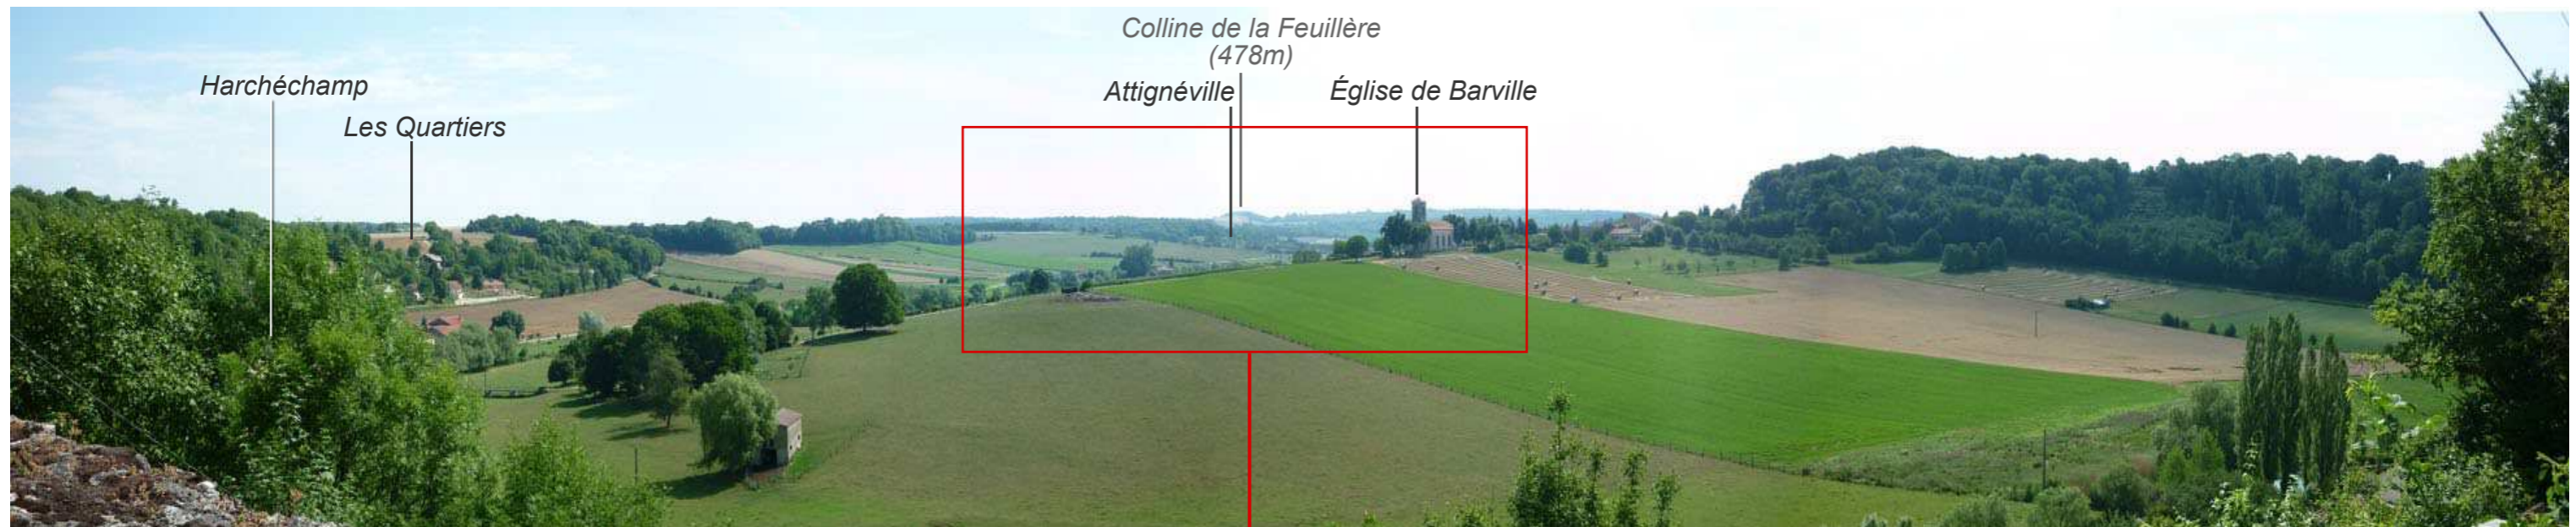 Colline de la Feuillère
(478m)
Harchéchamp
Attignéville
Église de Barville
Les Quartiers